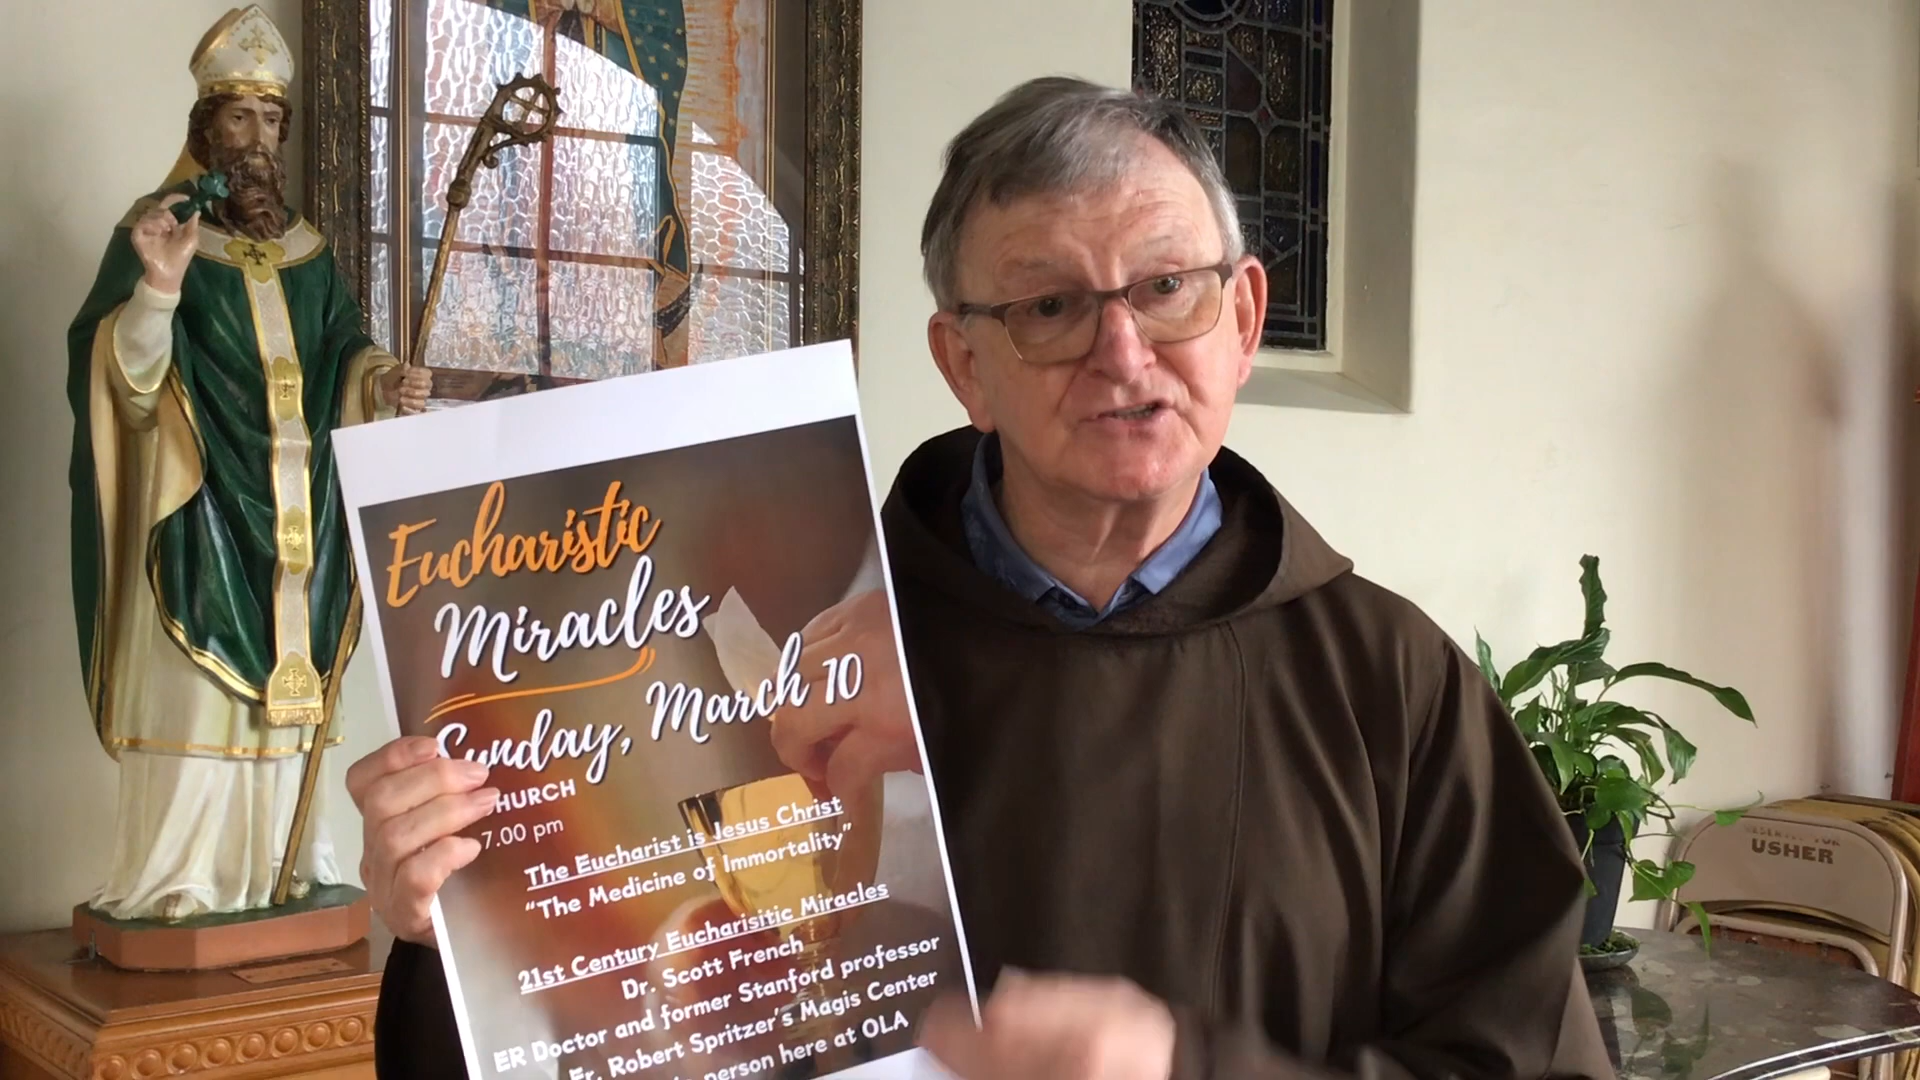 Eucharistic
Miracles
Sunday, March 10
HURCH
7.00 pm
The Eucharist is Jesus Christ
“The Medicine of Immortality”
21st Century Eucharisitic Miracles
Dr. Scott French
ER Doctor and former Stanford professor
Fr. Robert Spritzer's Magis Center
person here at OLA
RESERVED FOR
USHER